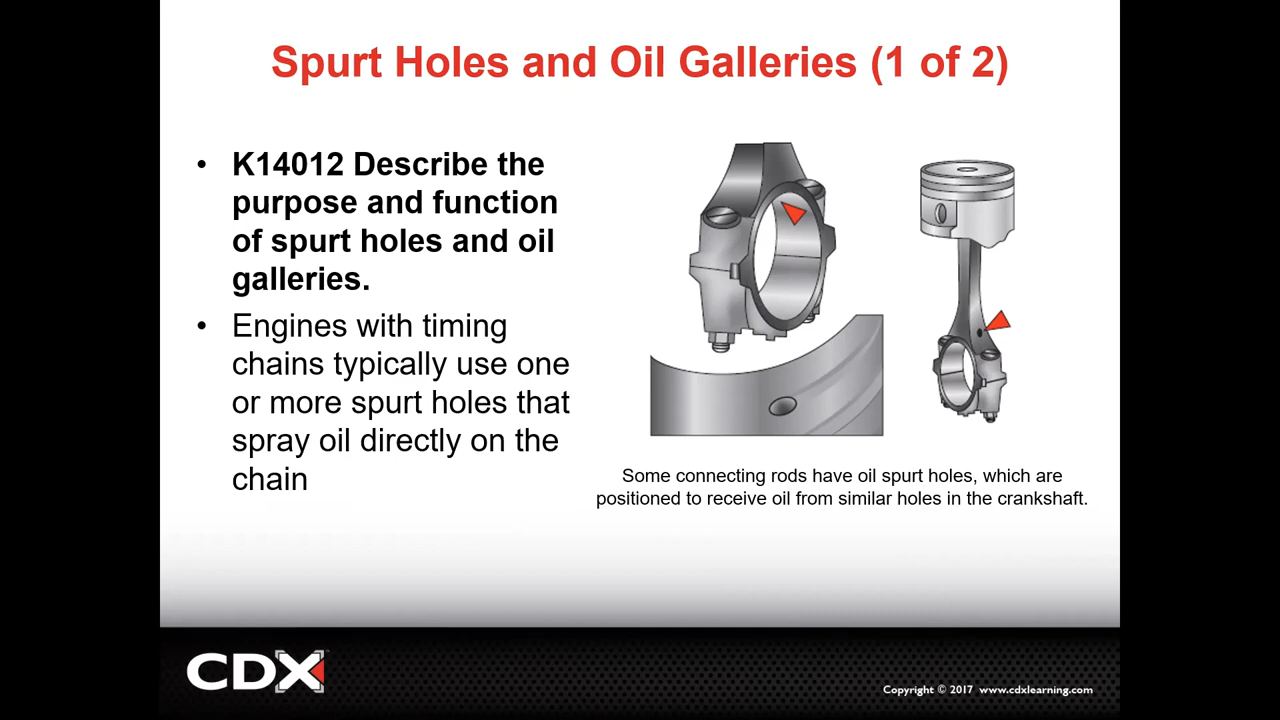 Spurt Holes and Oil Galleries (1 of 2)
• K14012 Describe the
purpose and function
of spurt holes and oil
galleries.
• Engines with timing
chains typically use one
or more spurt holes that
spray oil directly on the
chain
Some connecting rods have oil spurt holes, which are
positioned to receive oil from similar holes in the crankshaft.
CDX
Copyright © 2017 www.cdxlearning.com